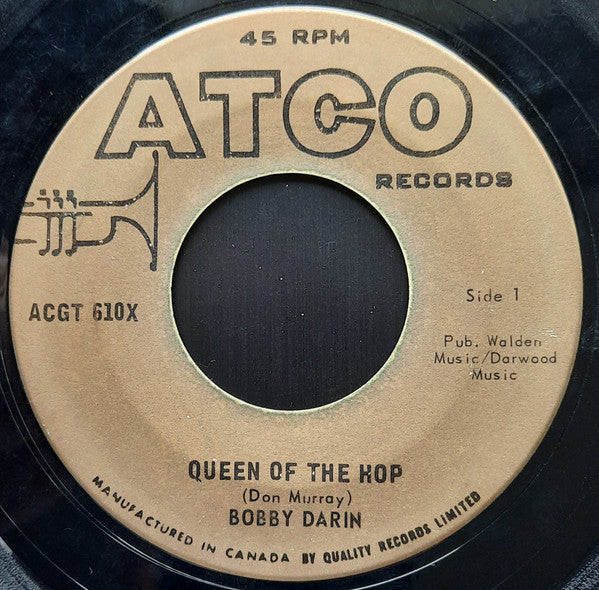 45 RPM
ATCO
RECORDS
ACGT 610X
Side 1
Pub. Walden
Music/Darwood
Music
QUEEN OF THE HOP
(Don Murray)
BOBBY DARIN
MANUFACTURED IN CANADA BY QUALITY RECORDS LIMITED